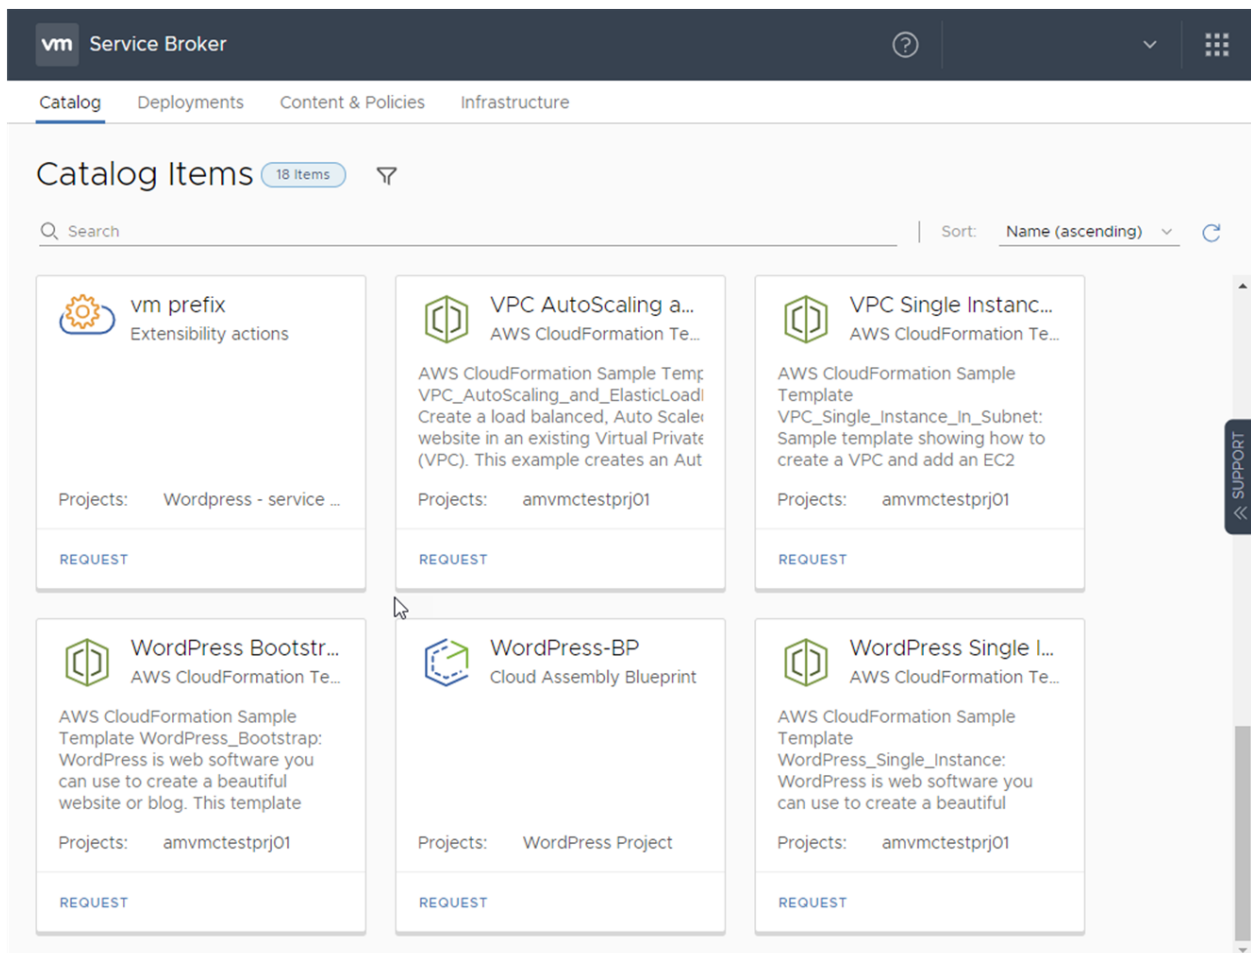 vm Service Broker
Catalog Deployments Content & Policies Infrastructure
Catalog Items 18 Items
Search Sort: Name (ascending)
vm prefix
Extensibility actions
Projects: Wordpress - service ...
REQUEST
VPC AutoScaling a...
AWS CloudFormation Te...
AWS CloudFormation Sample Temp
VPC_AutoScaling_and_ElasticLoad
Create a load balanced, Auto Scaled
website in an existing Virtual Private
(VPC). This example creates an Aut
Projects: amvmctestprj01
REQUEST
VPC Single Instanc...
AWS CloudFormation Te...
AWS CloudFormation Sample
Template
VPC_Single_Instance_In_Subnet:
Sample template showing how to
create a VPC and add an EC2
Projects: amvmctestprj01
REQUEST
SUPPORT
WordPress Bootstr...
AWS CloudFormation Te...
AWS CloudFormation Sample
Template WordPress_Bootstrap:
WordPress is web software you
can use to create a beautiful
website or blog. This template
Projects: amvmctestprj01
REQUEST
WordPress-BP
Cloud Assembly Blueprint
Projects: WordPress Project
REQUEST
WordPress Single I...
AWS CloudFormation Te...
AWS CloudFormation Sample
Template
WordPress_Single_Instance:
WordPress is web software you
can use to create a beautiful
Projects: amvmctestprj01
REQUEST